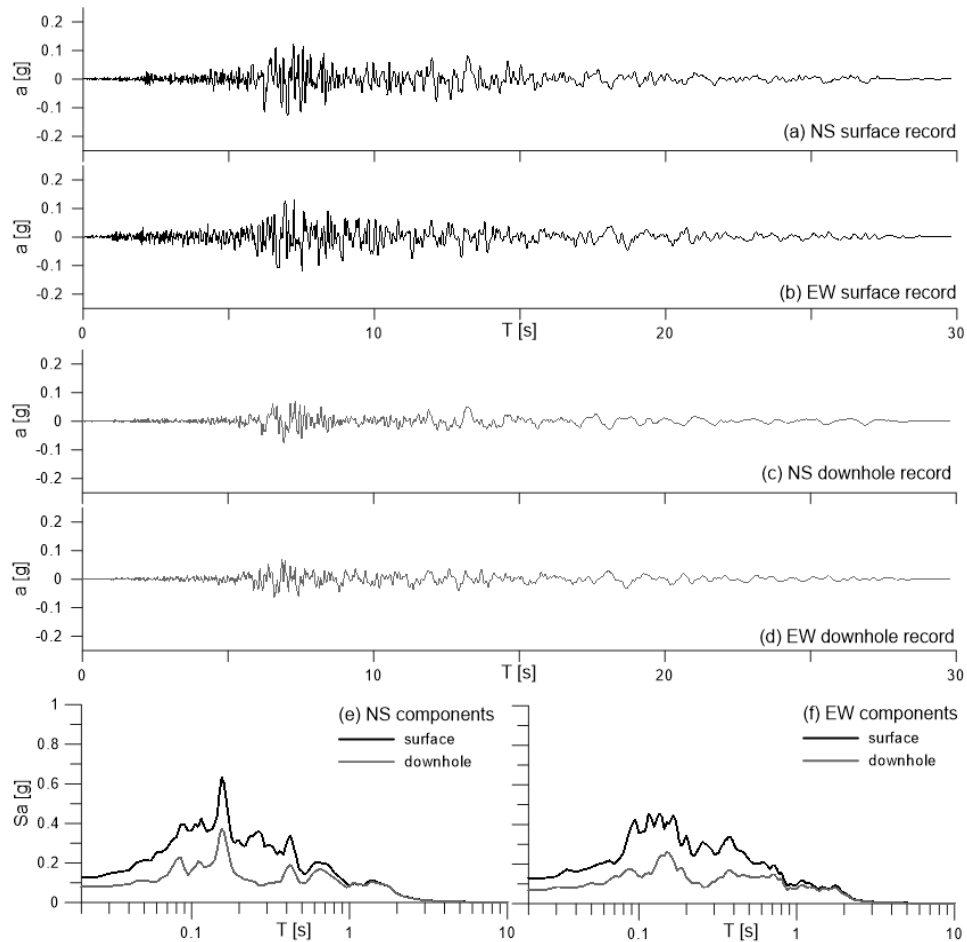 0.2
0.1
0
-0.1
-0.2
a [g]
(a) NS surface record
0.2
0.1
0
-0.1
-0.2
a [g]
(b) EW surface record
0 10 T [s] 20 30
0.2
0.1
0
-0.1
-0.2
a [g]
(c) NS downhole record
0.2
0.1
0
-0.1
-0.2
a [g]
(d) EW downhole record
0 10 T [s] 20 30
1
0.8
0.6
0.4
0.2
0
Sa [g]
(e) NS components
surface
downhole
0.1 T [s] 1 10
(f) EW components
surface
downhole
0.1 T [s] 1 10